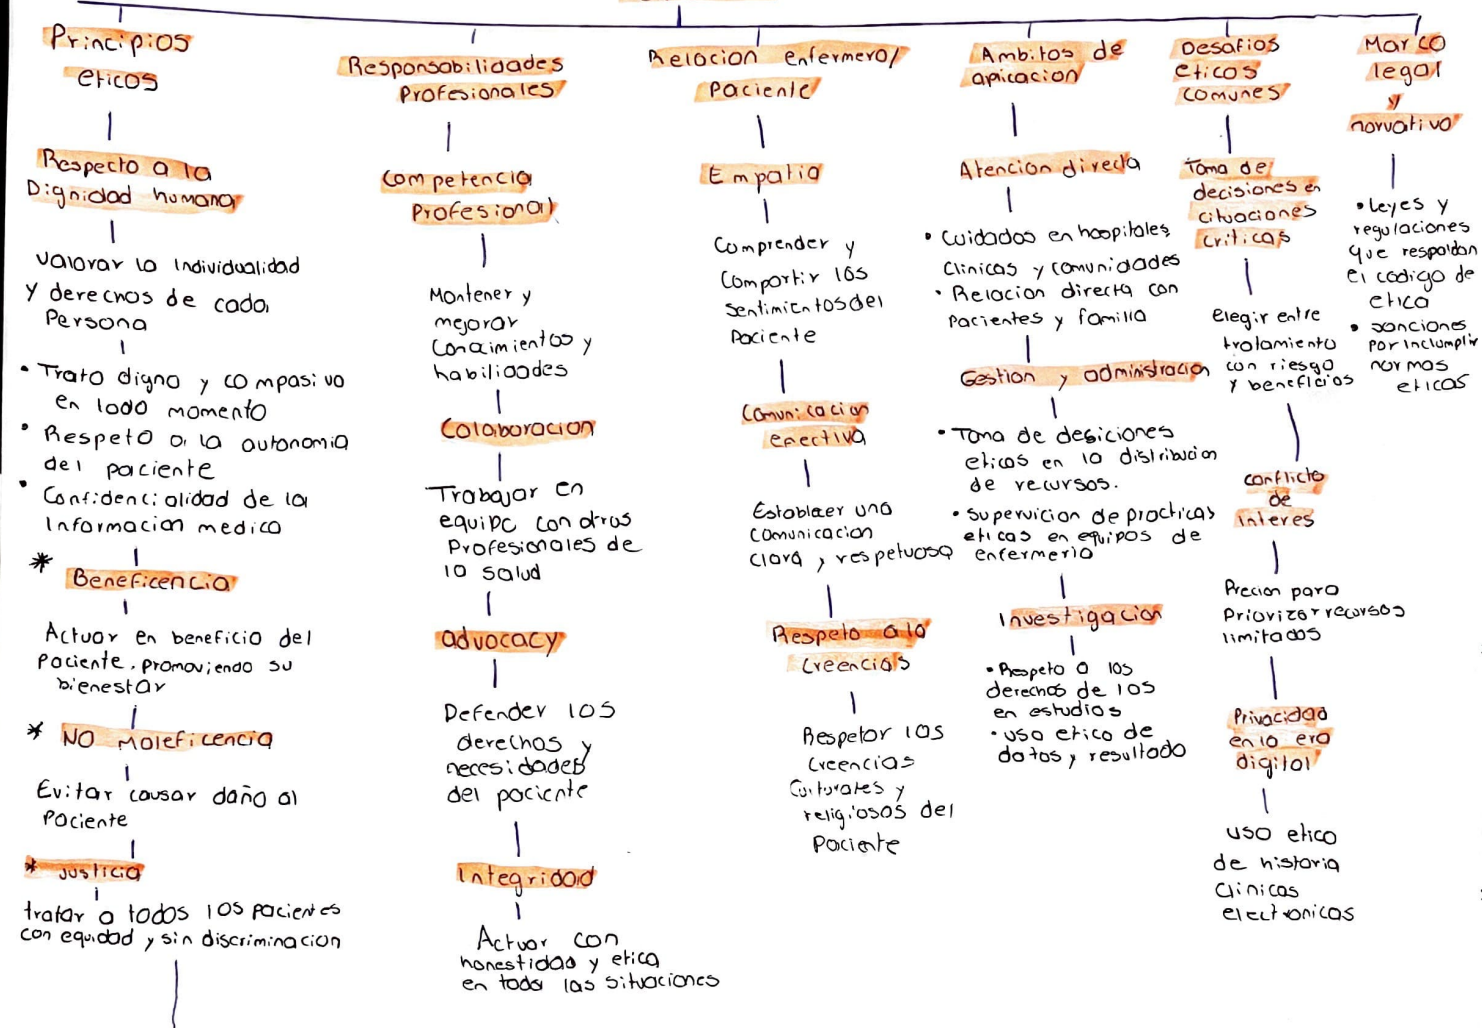 Principios
eticos
Respecto a la
Dignidad humana
valorar la individualidad
y derechos de cada
Persona
• Trato digno y compasivo
en todo momento
• Respeto a la autonomia
del paciente
• Confidencialidad de la
informacion medica
* Beneficencia
Actuar en beneficio del
paciente, promoviendo su
bienestar
* NO maleficencia
Evitar causar daño al
Paciente
* Justicia
tratar a todos los pacientes
con equidad y sin discriminacion
Responsabilidades
Profesionales
competencia
Profesional
Mantener y
mejorar
Conocimientos y
habilidades
Colaboracion
Trabajar en
equipo con otros
Profesionales de
la salud
advocacy
Defender los
derechos y
necesidades
del paciente
Integridad
Actuar con
honestidad y etica
en toda las situaciones
Relacion enfermero/
Paciente
Empatia
Comprender y
Compartir los
sentimientos del
Paciente
Comunicacion
efectiva
Establecer una
comunicacion
clara y respetuosa
Respeto a la
Creencias
Respetar las
Creencias
Culturales y
religiosos del
Paciente
Ambitos de
apicacion
Atencion directa
• Cuidados en hospitales,
clinicas y comunidades
• Relacion directa con
pacientes y familia
Gestion y administracion
• Toma de desiciones
eticas en la distribucion
de recursos.
• supervicion de practicas
eticas en equipos de
enfermeria
Investigacion
• Respeto a los
derechos de los
en estudios
• uso etico de
datos y resultado
Desafios
eticos
comunes
Toma de
decisiones en
cituaciones
criticas
elegir entre
tratamiento
con riesgo
y beneficios
conflicto
de
interes
Precion para
Priorizar recursos
limitados
Privacidad
en la era
digital
uso etico
de historia
clinicas
electronicas
Marco
legal
y
norvativo
• Leyes y
regulaciones
que respaldan
el codigo de
etica
• sanciones
por incumplir
normas
eticas